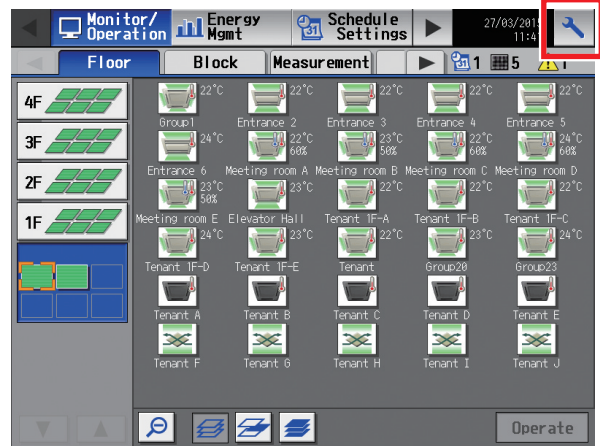 Monitor/ Operation
Energy Mgmt
Schedule Settings
27/03/201
11:4
Floor Block Measurement 31 1 5 1
4F
3F
2F
1F
22°C 22°C 22°C 22°C 22°C
Group1 Entrance 2 Entrance 3 Entrance 4 Entrance 5
24°C 22°C 60% 23°C 50% 22°C 60% 24°C 60%
Entrance 6 Meeting room A Meeting room B Meeting room C Meeting room D
23°C 50% 23°C 22°C 22°C 22°C
Meeting room E Elevator Hall Tenant 1F-A Tenant 1F-B Tenant 1F-C
24°C 23°C 22°C 23°C 24°C
Tenant 1F-D Tenant 1F-E Tenant Group20 Group23
Tenant A Tenant B Tenant C Tenant D Tenant E
Tenant F Tenant G Tenant H Tenant I Tenant J
Operate